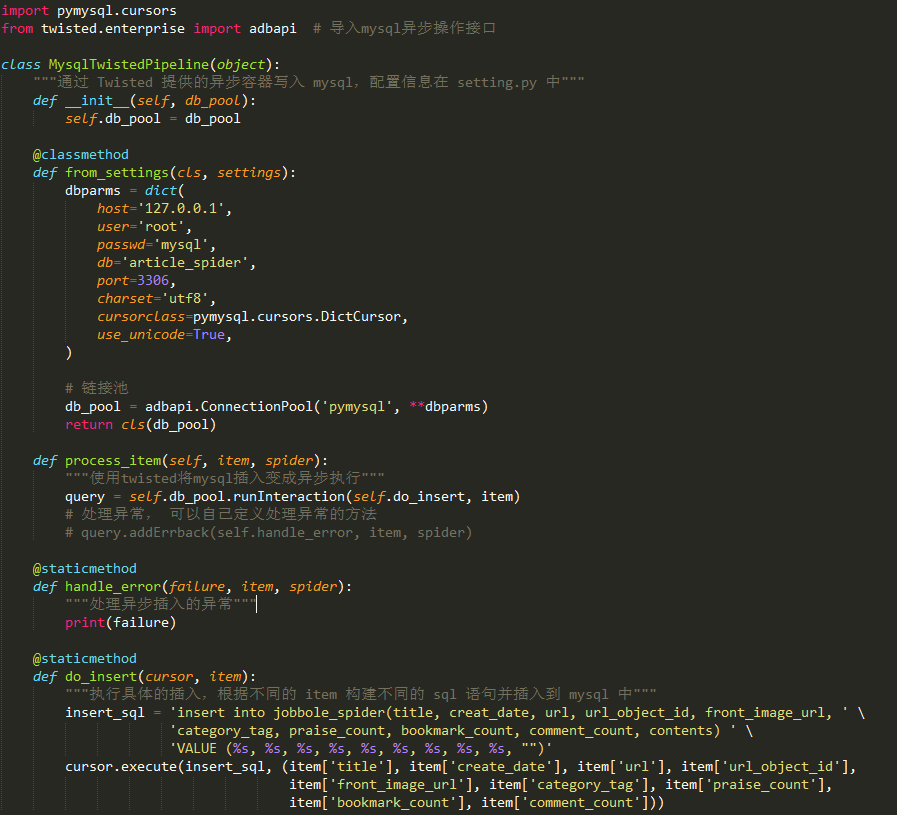 import pymysql.cursors
from twisted.enterprise import adbapi  # 导入mysql异步操作接口

class MysqlTwistedPipeline(object):
    """通过 Twisted 提供的异步容器写入 mysql，配置信息在 setting.py 中"""
    def __init__(self, db_pool):
        self.db_pool = db_pool

    @classmethod
    def from_settings(cls, settings):
        dbparms = dict(
            host='127.0.0.1',
            user='root',
            passwd='mysql',
            db='article_spider',
            port=3306,
            charset='utf8',
            cursorclass=pymysql.cursors.DictCursor,
            use_unicode=True,
        )

        # 链接池
        db_pool = adbapi.ConnectionPool('pymysql', **dbparms)
        return cls(db_pool)

    def process_item(self, item, spider):
        """使用twisted将mysql插入变成异步执行"""
        query = self.db_pool.runInteraction(self.do_insert, item)
        # 处理异常， 可以自己定义处理异常的方法
        # query.addErrback(self.handle_error, item, spider)

    @staticmethod
    def handle_error(failure, item, spider):
        """处理异步插入的异常"""
        print(failure)

    @staticmethod
    def do_insert(cursor, item):
        """执行具体的插入，根据不同的 item 构建不同的 sql 语句并插入到 mysql 中"""
        insert_sql = 'insert into jobbole_spider(title, creat_date, url, url_object_id, front_image_url, ' \
                     'category_tag, praise_count, bookmark_count, comment_count, contents) ' \
                     'VALUE (%s, %s, %s, %s, %s, %s, %s, %s, %s, "")'
        cursor.execute(insert_sql, (item['title'], item['create_date'], item['url'], item['url_object_id'],
                                    item['front_image_url'], item['category_tag'], item['praise_count'],
                                    item['bookmark_count'], item['comment_count']))